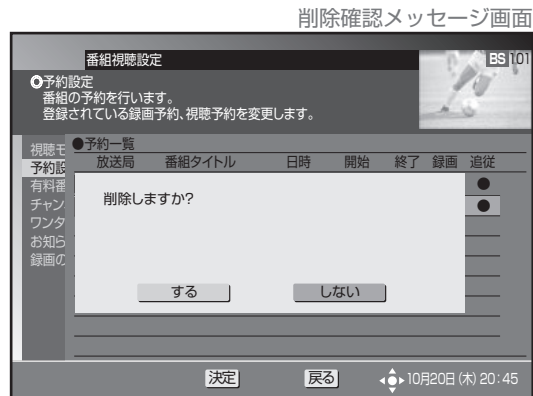 削除確認メッセージ画面
番組視聴設定
BS 101
予約設定
番組の予約を行います。
登録されている録画予約、視聴予約を変更します。
視聴モ
予約設
有料番
チャン
ワンタ
お知ら
録画の
●予約一覧
放送局 番組タイトル 日時 開始 終了 録画 追従
●
●
削除しますか?
する しない
決定 戻る 10月20日(木) 20:45